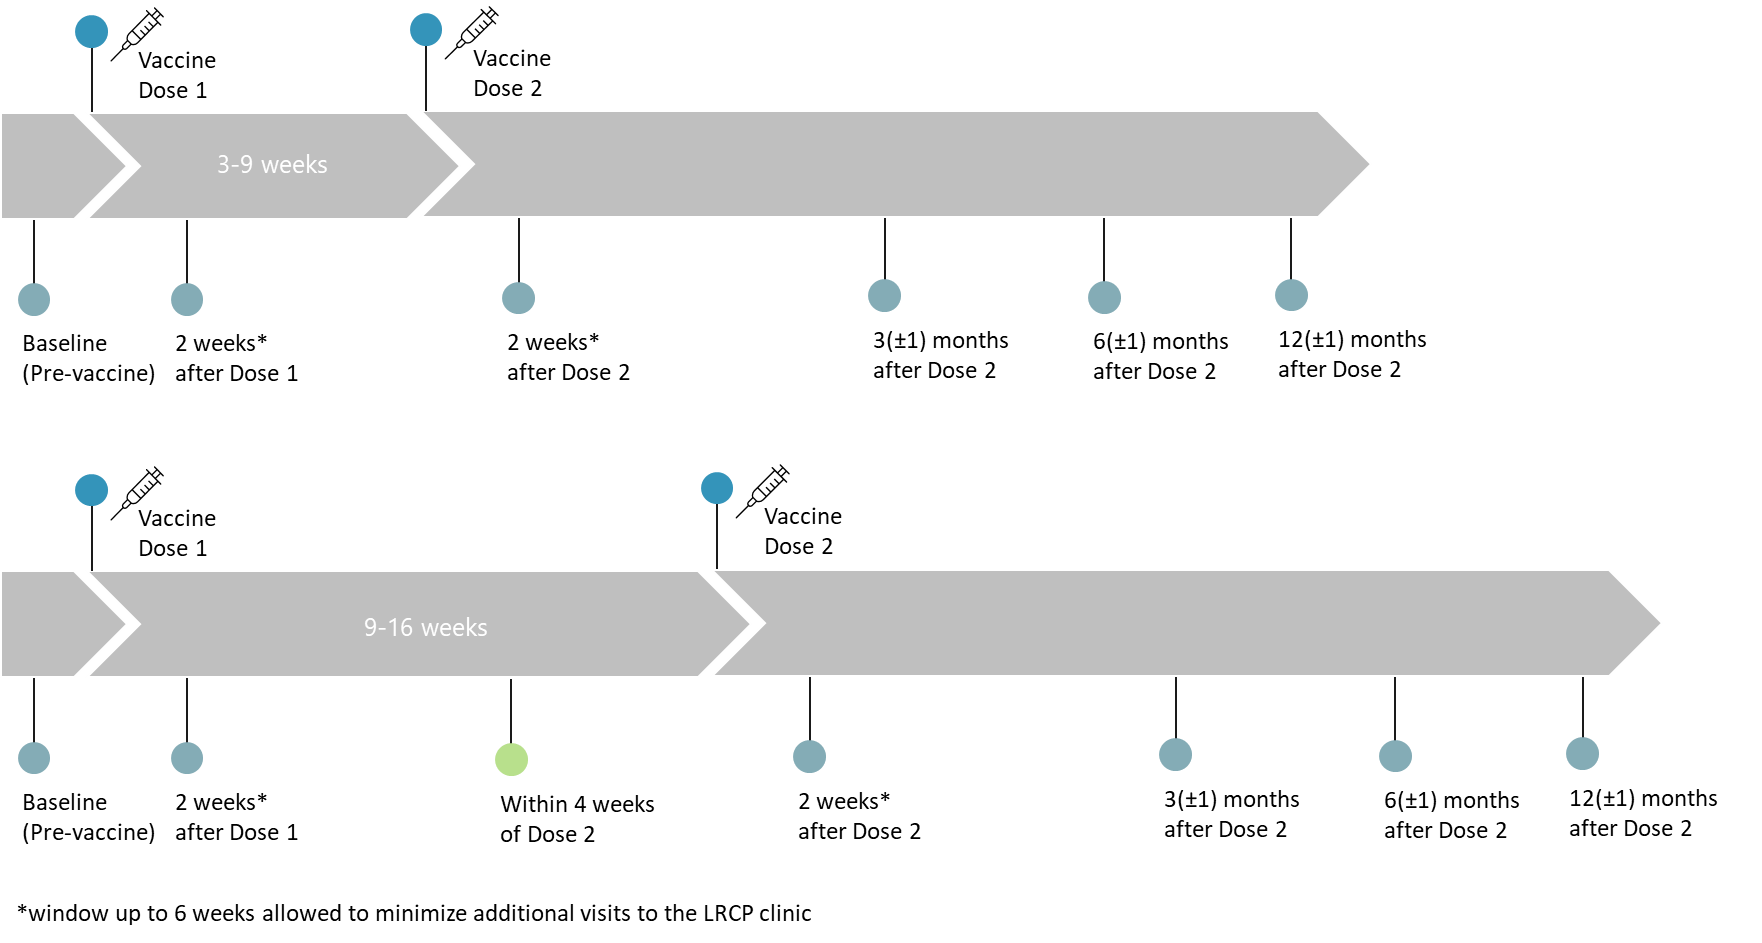 Vaccine
Dose 1
Vaccine
Dose 2
3-9 weeks
Baseline
(Pre-vaccine)
2 weeks*
after Dose 1
2 weeks*
after Dose 2
3(±1) months
after Dose 2
6(±1) months
after Dose 2
12(±1) months
after Dose 2
Vaccine
Dose 1
Vaccine
Dose 2
9-16 weeks
Baseline
(Pre-vaccine)
2 weeks*
after Dose 1
Within 4 weeks
of Dose 2
2 weeks*
after Dose 2
3(±1) months
after Dose 2
6(±1) months
after Dose 2
12(±1) months
after Dose 2
*window up to 6 weeks allowed to minimize additional visits to the LRCP clinic